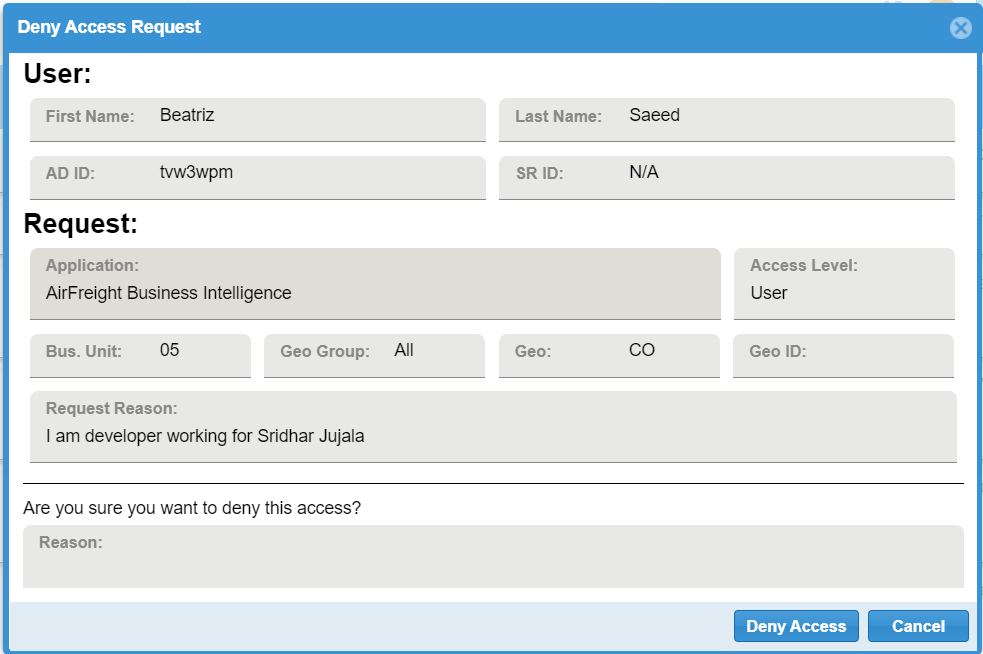 Deny Access Request
User:
First Name: Beatriz
Last Name: Saeed
AD ID: tvw3wpm
SR ID: N/A
Request:
Application:
AirFreight Business Intelligence
Access Level:
User
Bus. Unit: 05
Geo Group: All
Geo: CO
Geo ID:
Request Reason:
I am developer working for Sridhar Jujala
Are you sure you want to deny this access?
Reason:
Deny Access
Cancel